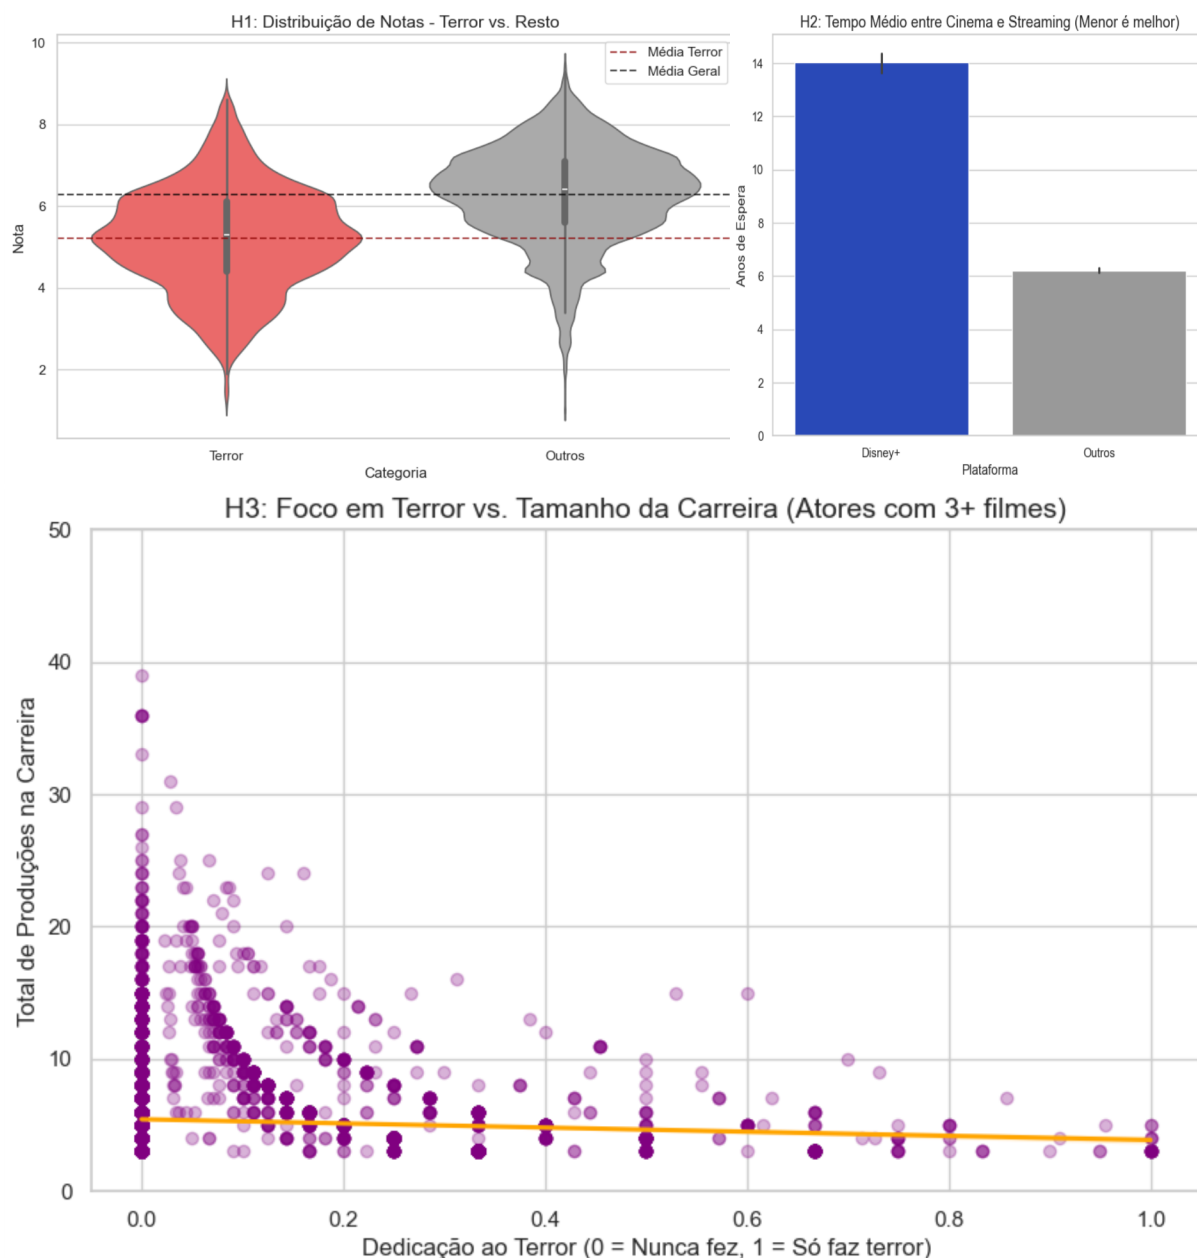 H1: Distribuição de Notas - Terror vs. Resto
Média Terror
Média Geral
Nota
10
8
6
4
2
Terror
Outros
Categoria
H2: Tempo Médio entre Cinema e Streaming (Menor é melhor)
Anos de Espera
14
12
10
8
6
4
2
0
Disney+
Outros
Plataforma
H3: Foco em Terror vs. Tamanho da Carreira (Atores com 3+ filmes)
Total de Produções na Carreira
50
40
30
20
10
0
0.0
0.2
0.4
0.6
0.8
1.0
Dedicação ao Terror (0 = Nunca fez, 1 = Só faz terror)